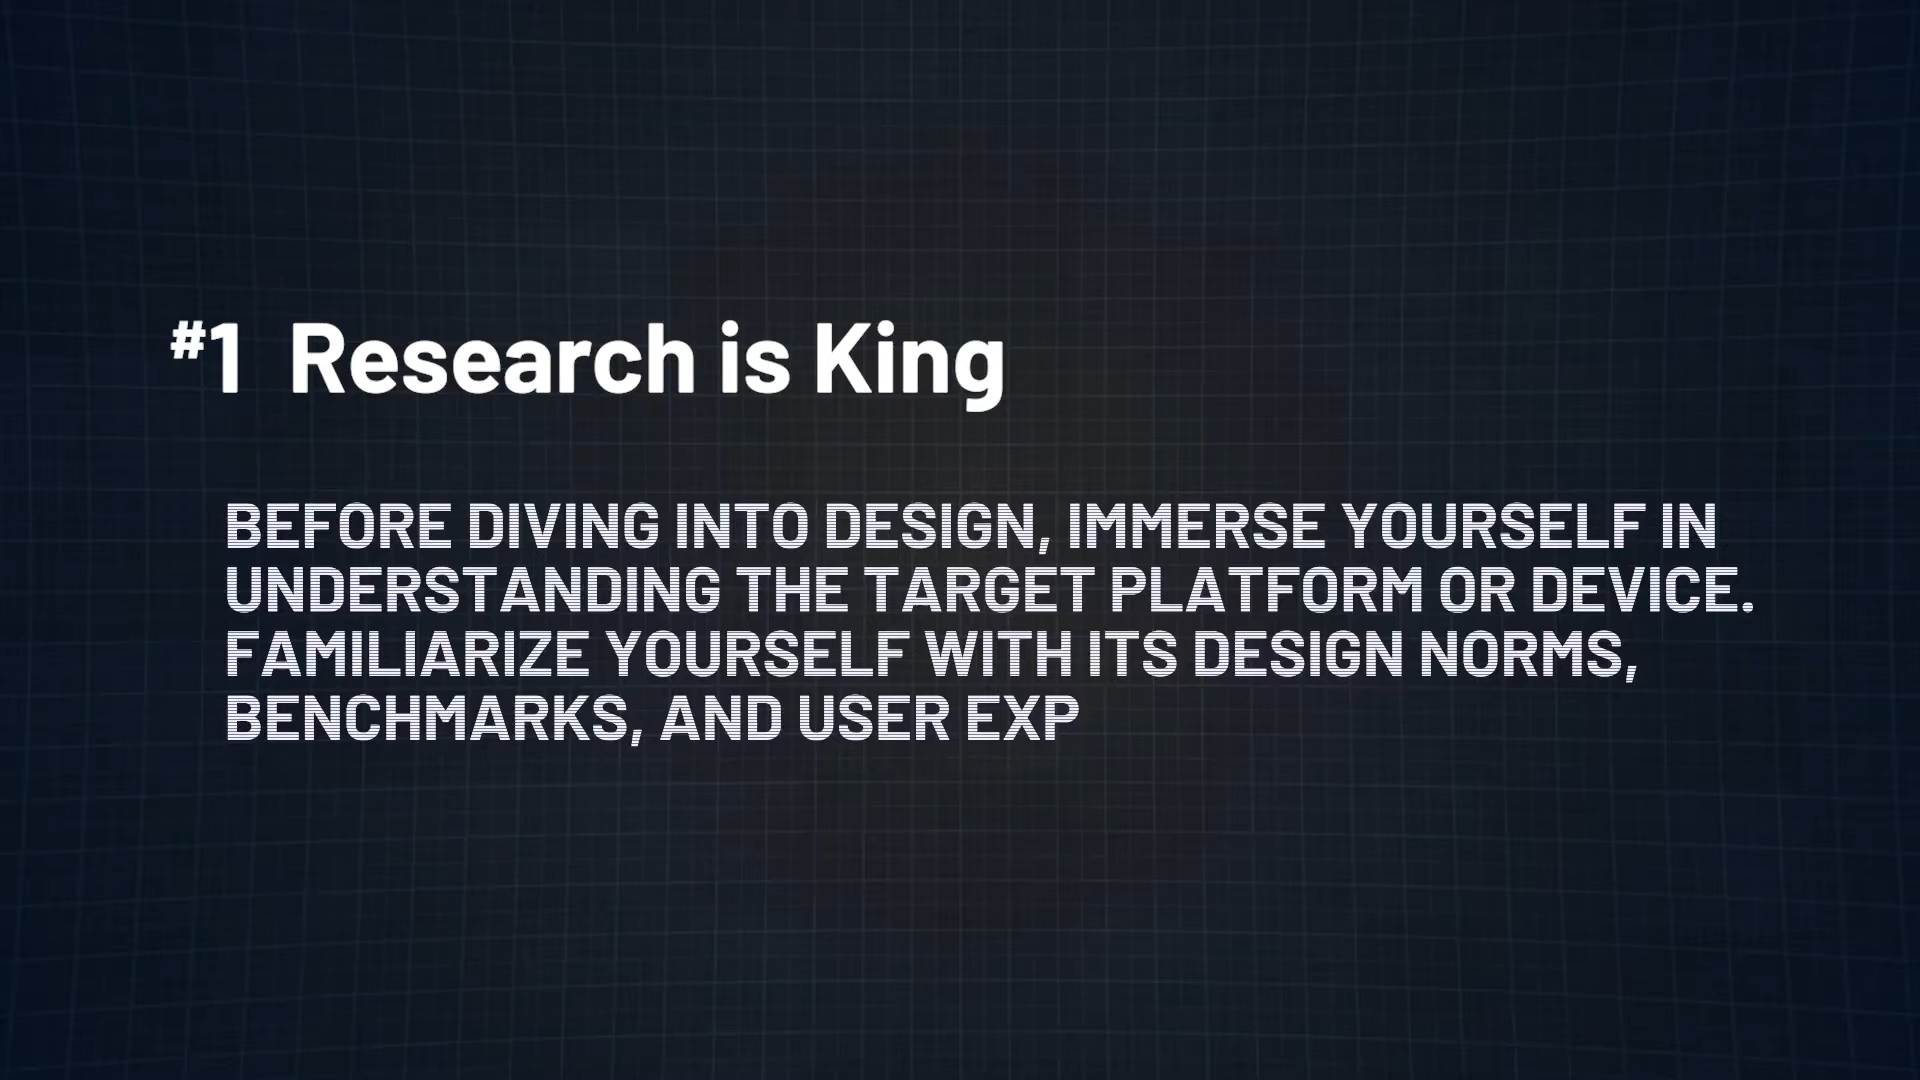 #1 Research is King
BEFORE DIVING INTO DESIGN, IMMERSE YOURSELF IN
UNDERSTANDING THE TARGET PLATFORM OR DEVICE.
FAMILIARIZE YOURSELF WITH ITS DESIGN NORMS,
BENCHMARKS, AND USER EXP